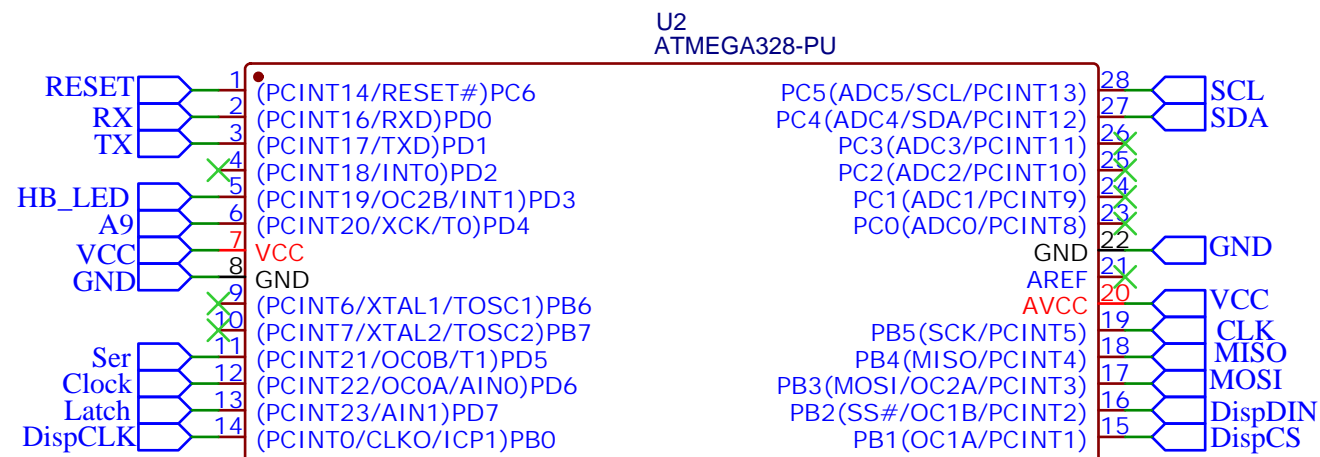 U2
ATMEGA328-PU
RESET 1 (PCINT14/RESET#)PC6 PC5(ADC5/SCL/PCINT13) 28 SCL
RX 2 (PCINT16/RXD)PD0 PC4(ADC4/SDA/PCINT12) 27 SDA
TX 3 (PCINT17/TXD)PD1 PC3(ADC3/PCINT11) 26
4 (PCINT18/INT0)PD2 PC2(ADC2/PCINT10) 25
HB_LED 5 (PCINT19/OC2B/INT1)PD3 PC1(ADC1/PCINT9) 24
A9 6 (PCINT20/XCK/T0)PD4 PC0(ADC0/PCINT8) 23
VCC 7 VCC GND 22 GND
GND 8 GND AREF 21
9 (PCINT6/XTAL1/TOSC1)PB6 AVCC 20 VCC
10 (PCINT7/XTAL2/TOSC2)PB7 PB5(SCK/PCINT5) 19 CLK
Ser 11 (PCINT21/OC0B/T1)PD5 PB4(MISO/PCINT4) 18 MISO
Clock 12 (PCINT22/OC0A/AIN0)PD6 PB3(MOSI/OC2A/PCINT3) 17 MOSI
Latch 13 (PCINT23/AIN1)PD7 PB2(SS#/OC1B/PCINT2) 16 DispDIN
DispCLK 14 (PCINT0/CLKO/ICP1)PB0 PB1(OC1A/PCINT1) 15 DispCS